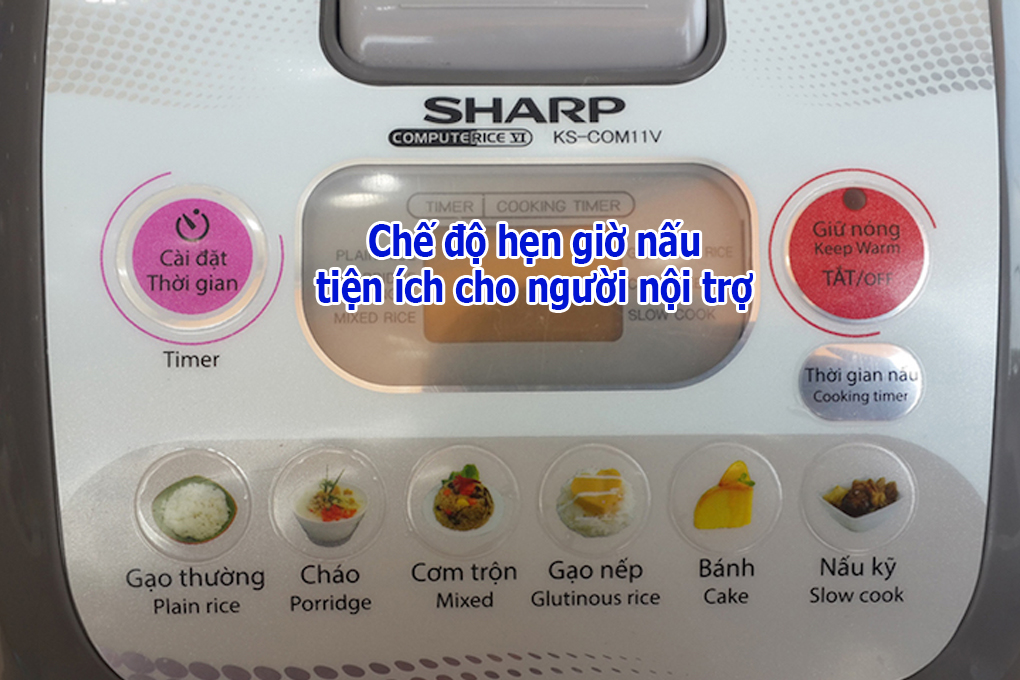 SHARP
COMPUTERICE VI KS-COM11V
TIMER COOKING TIMER
Chế độ hẹn giờ nấu
tiện ích cho người nội trợ
PLAI
RICE
MIXED RICE
SLOW COOK
Cài đặt
Thời gian
Timer
Giữ nóng
Keep Warm
TẮT/OFF
Thời gian nấu
Cooking timer
Gạo thường
Plain rice
Cháo
Porridge
Cơm trộn
Mixed
Gạo nếp
Glutinous rice
Bánh
Cake
Nấu kỹ
Slow cook